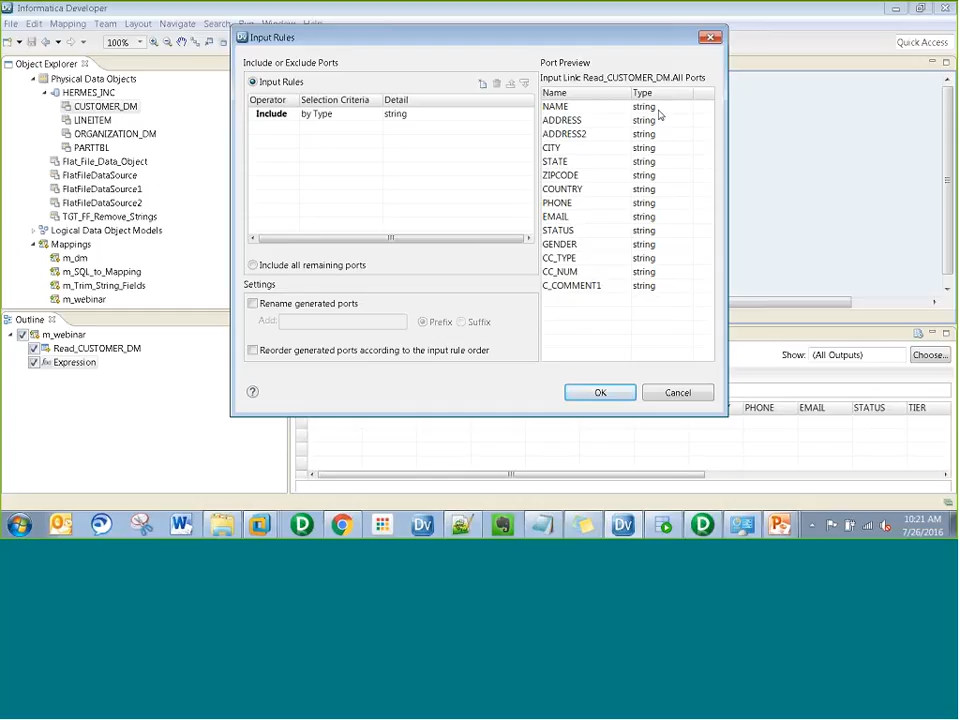 Informatica Developer
File Edit Mapping Team Layout Navigate Search Run Window Help
100%
Quick Access
Object Explorer
Physical Data Objects
HERMES_INC
CUSTOMER_DM
LINEITEM
ORGANIZATION_DM
PARTTBL
Flat_File_Data_Object
FlatFileDataSource
FlatFileDataSource1
FlatFileDataSource2
TGT_FF_Remove_Strings
Logical Data Object Models
Mappings
m_dm
m_SQL_to_Mapping
m_Trim_String_Fields
m_webinar
Outline
m_webinar
Read_CUSTOMER_DM
Expression
Input Rules
Include or Exclude Ports
Input Rules
Operator Selection Criteria Detail
Include by Type string
Include all remaining ports
Settings
Rename generated ports
Add: Prefix Suffix
Reorder generated ports according to the input rule order
Port Preview
Input Link: Read_CUSTOMER_DM.All Ports
Name Type
NAME string
ADDRESS string
ADDRESS2 string
CITY string
STATE string
ZIPCODE string
COUNTRY string
PHONE string
EMAIL string
STATUS string
GENDER string
CC_TYPE string
CC_NUM string
C_COMMENT1 string
OK Cancel
Show: (All Outputs) Choose...
PHONE EMAIL STATUS TIER
10:21 AM
7/26/2016